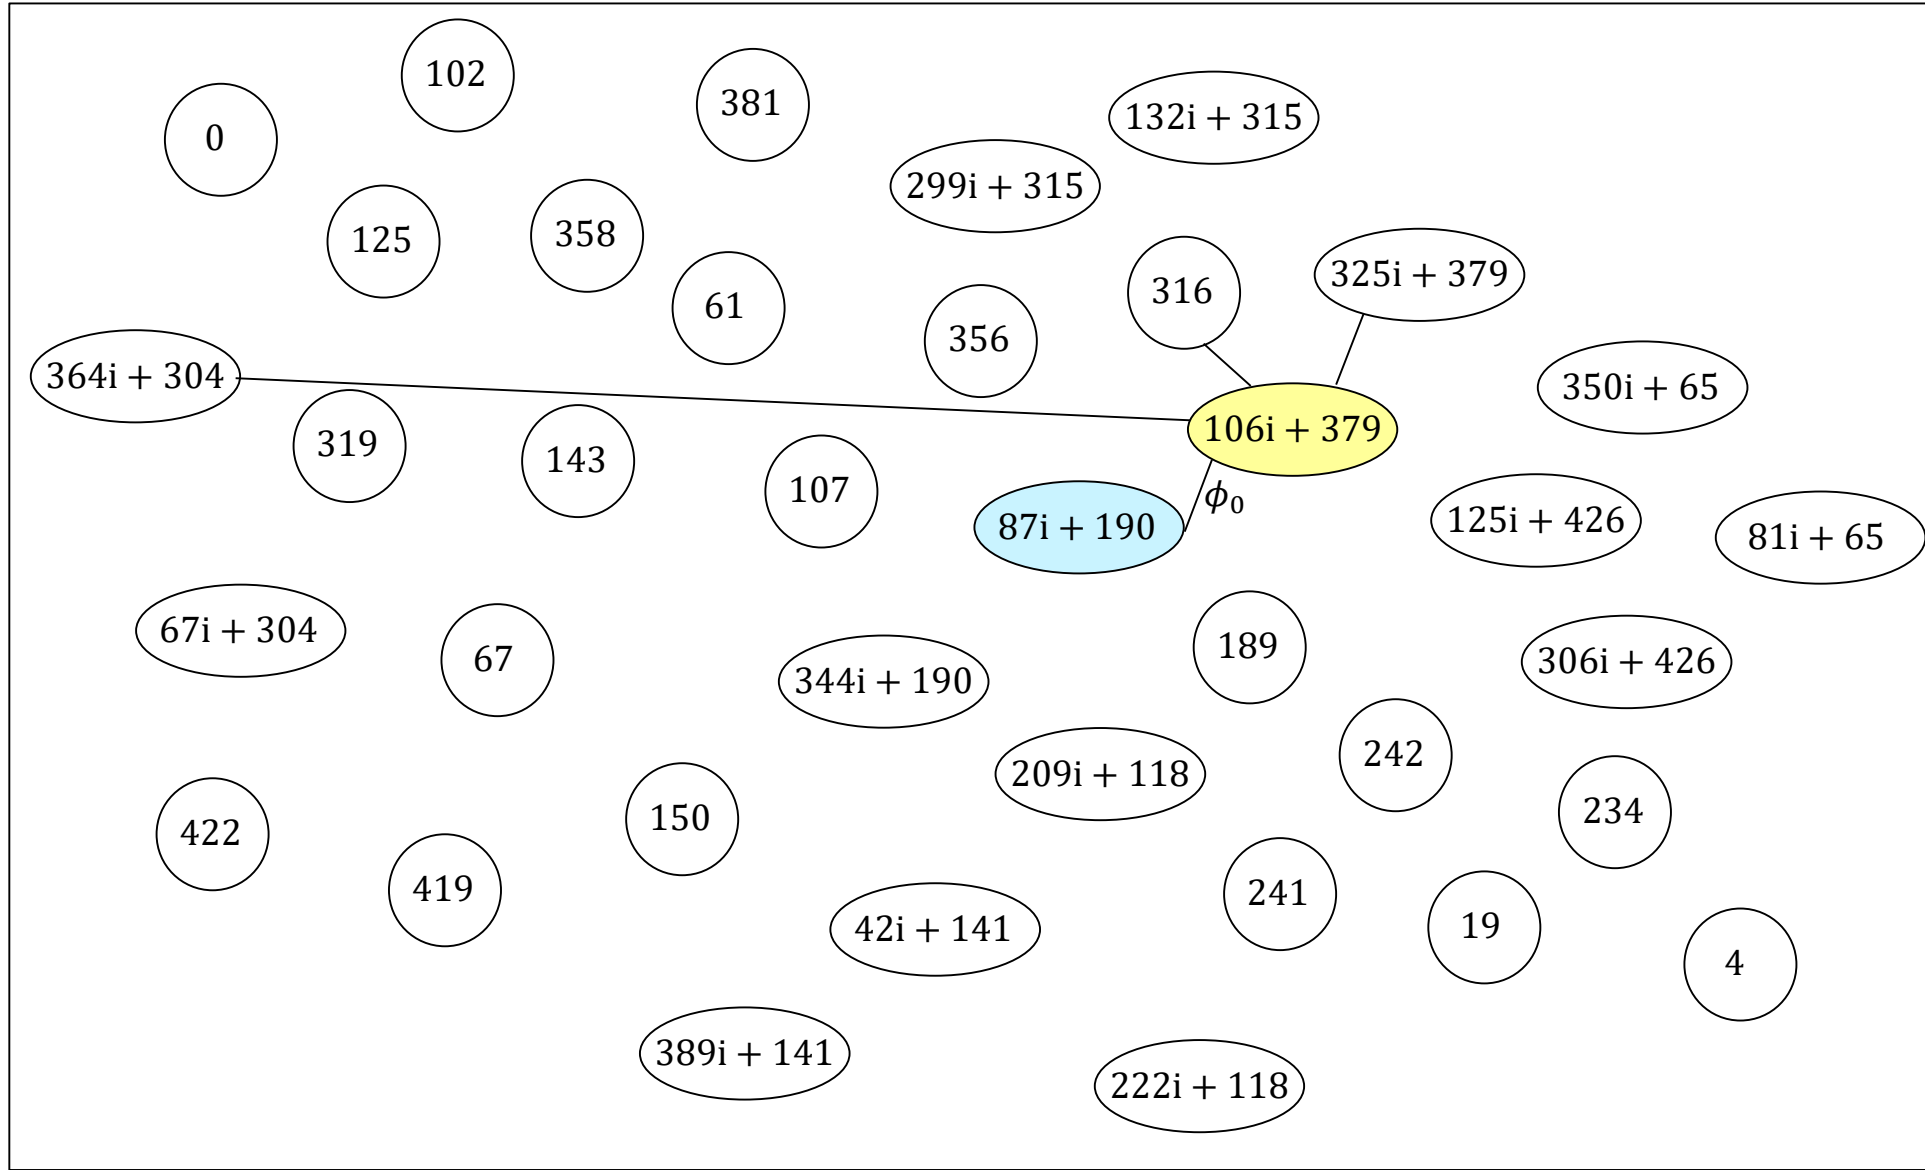 102
381
132i + 315
0
299i + 315
125
358
325i + 379
316
61
356
364i + 304
350i + 65
106i + 379
319
143
107
ϕ₀
87i + 190
125i + 426
81i + 65
67i + 304
67
189
306i + 426
344i + 190
242
209i + 118
422
150
234
419
241
42i + 141
19
4
389i + 141
222i + 118